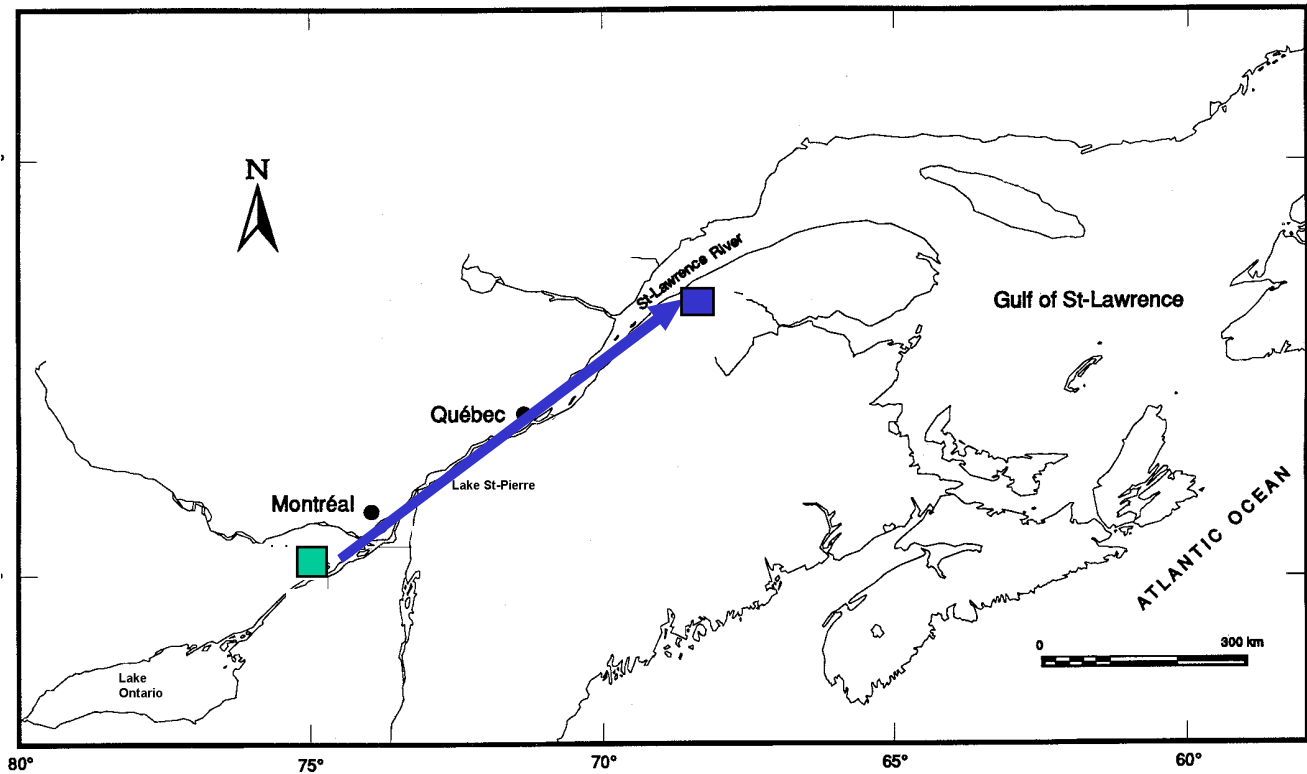 N
St-Lawrence River
Gulf of St-Lawrence
Québec
Lake St-Pierre
Montréal
ATLANTIC OCEAN
0 300 km
Lake
Ontario
80° 75° 70° 65° 60°